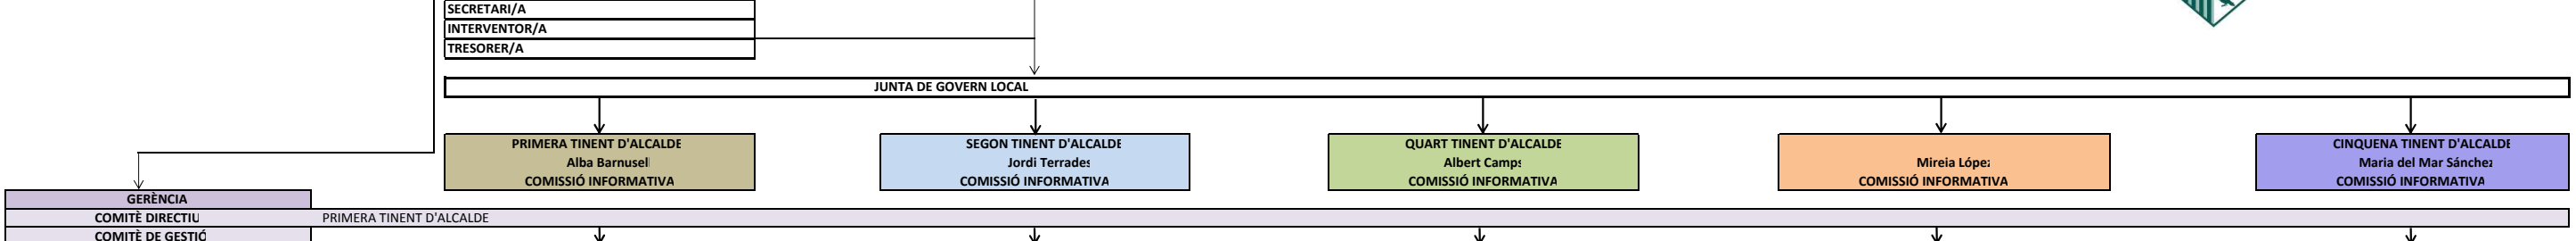 SECRETARI/A
INTERVENTOR/A
TRESORER/A
JUNTA DE GOVERN LOCAL
PRIMERA TINENT D'ALCALDE
Alba Barnusell
COMISSIÓ INFORMATIVA
SEGON TINENT D'ALCALDE
Jordi Terrades
COMISSIÓ INFORMATIVA
QUART TINENT D'ALCALDE
Albert Camps
COMISSIÓ INFORMATIVA
Mireia López
COMISSIÓ INFORMATIVA
CINQUENA TINENT D'ALCALDE
Maria del Mar Sánchez
COMISSIÓ INFORMATIVA
GERÈNCIA
COMITÈ DIRECTIU
PRIMERA TINENT D'ALCALDE
COMITÈ DE GESTIÓ